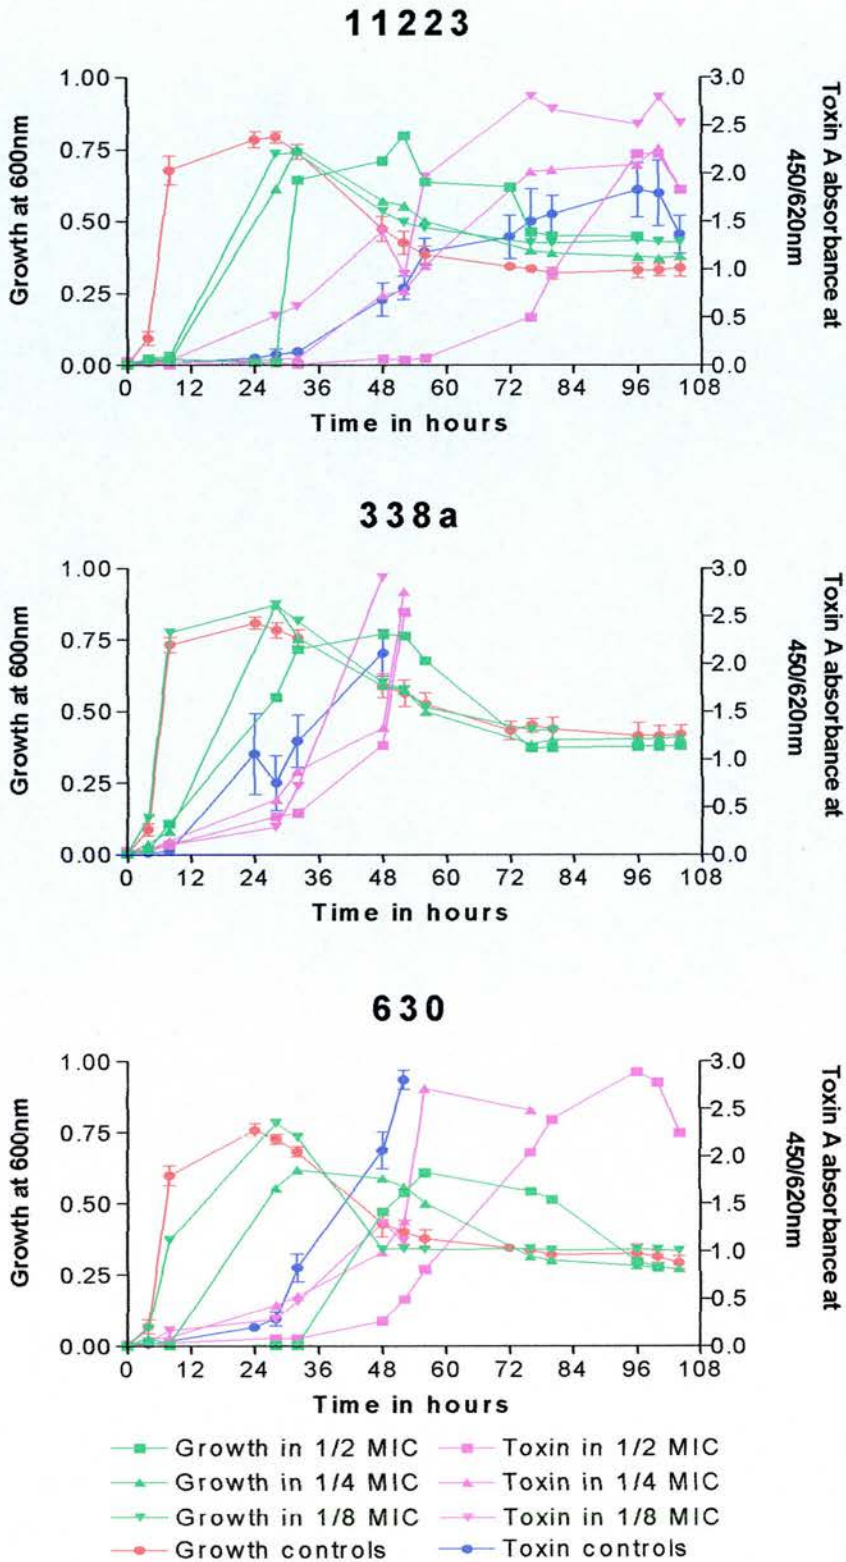 11223
1.00
0.75
0.50
0.25
0.00
Growth at 600nm
3.0
2.5
2.0
1.5
1.0
0.5
0.0
Toxin A absorbance at
450/620nm
0 12 24 36 48 60 72 84 96 108
Time in hours
338a
1.00
0.75
0.50
0.25
0.00
Growth at 600nm
3.0
2.5
2.0
1.5
1.0
0.5
0.0
Toxin A absorbance at
450/620nm
0 12 24 36 48 60 72 84 96 108
Time in hours
630
1.00
0.75
0.50
0.25
0.00
Growth at 600nm
3.0
2.5
2.0
1.5
1.0
0.5
0.0
Toxin A absorbance at
450/620nm
0 12 24 36 48 60 72 84 96 108
Time in hours
Growth in 1/2 MIC
Growth in 1/4 MIC
Growth in 1/8 MIC
Growth controls
Toxin in 1/2 MIC
Toxin in 1/4 MIC
Toxin in 1/8 MIC
Toxin controls